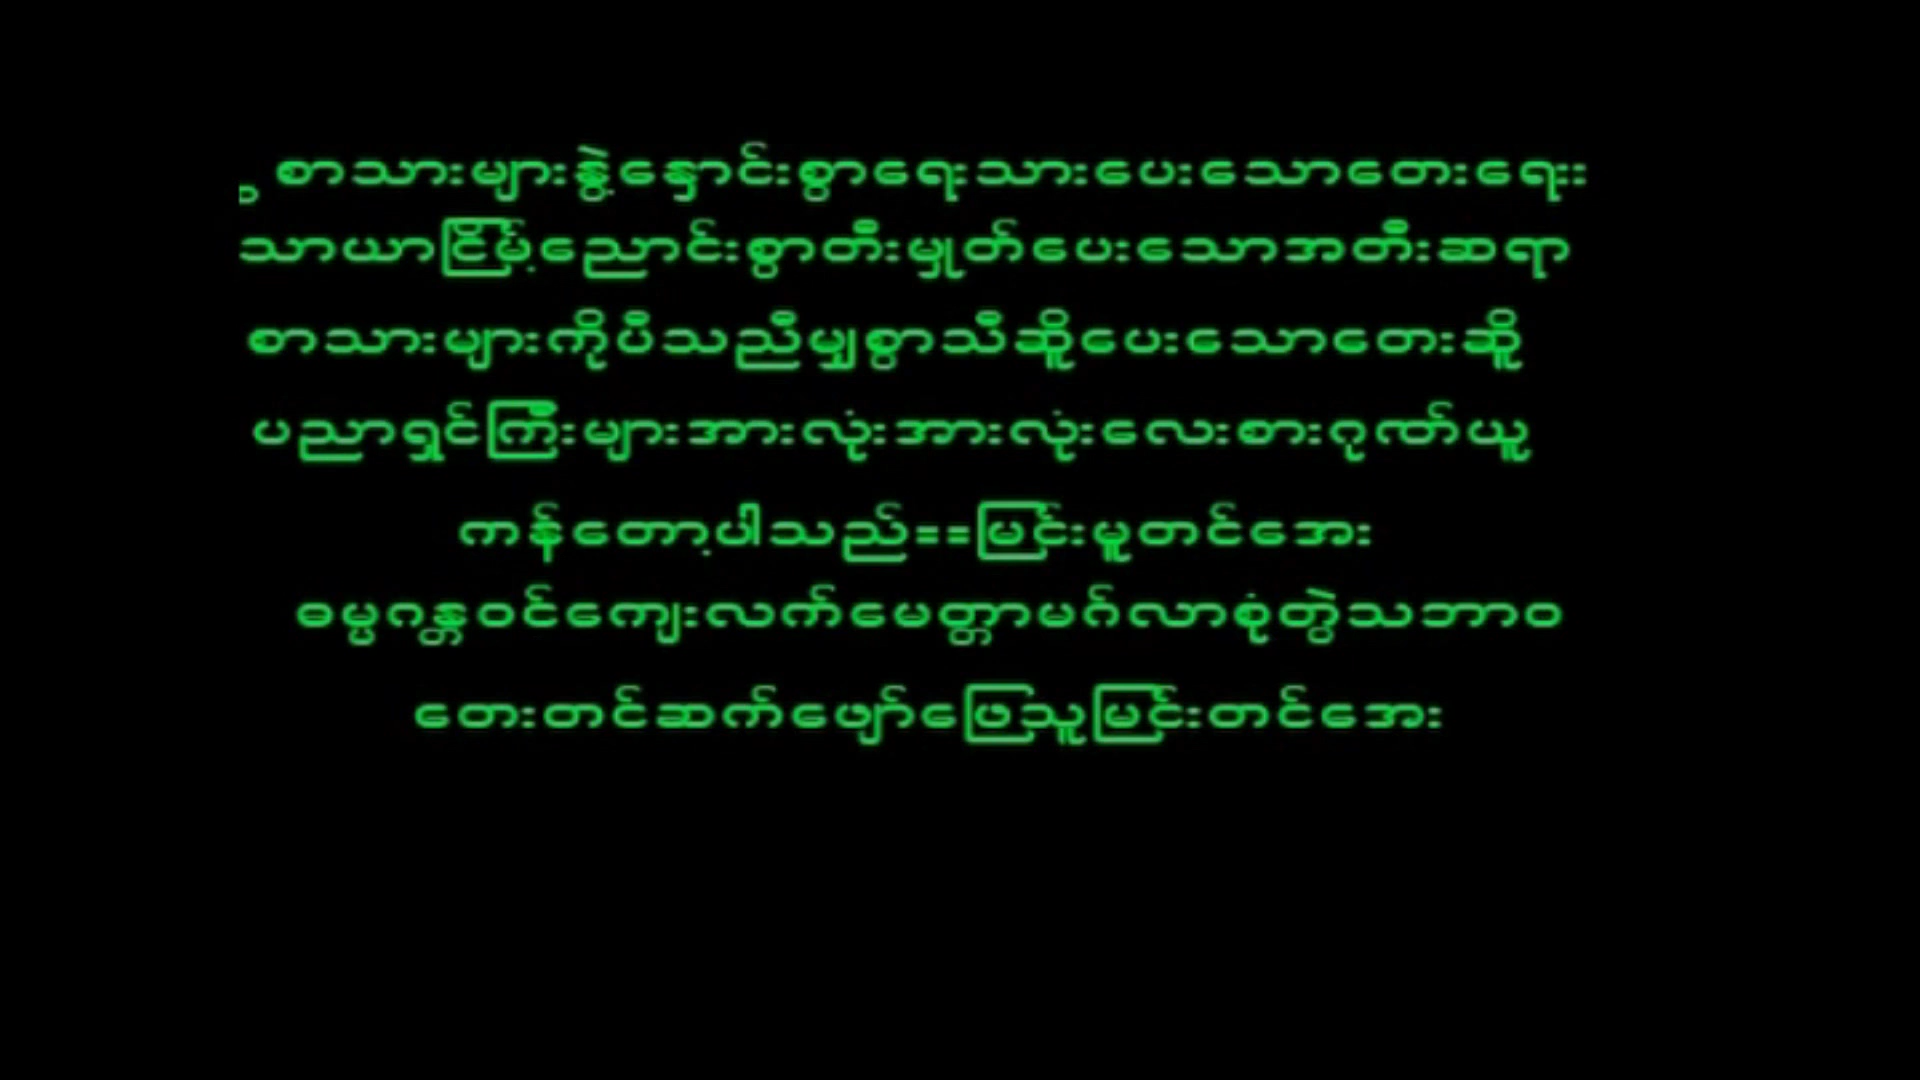 စာသားများနွဲ့နှောင်းစွာရေးသားပေးသောတေးရေးး
သာယာငြိမ့်ညောင်းစွာတီးမှုတ်ပေးသောအတီးဆရာ
စာသားများကိုပီသညီမျှစွာသီဆိူပေးသောတေးဆိူ
ပညာရှင်ကြီးများအားလုံးအားလုံးလေးစားဂုဏ်ယူ
ကန်တော့ပါသည်==မြင်းမူတင်အေး
ဓမ္မဂန္တဝင်ကျေးလက်မေတ္တာမင်္ဂလာစုံတွဲသဘာဝ
တေးတင်ဆက်ဖျော်ဖြေသူမြင်းတင်အေး